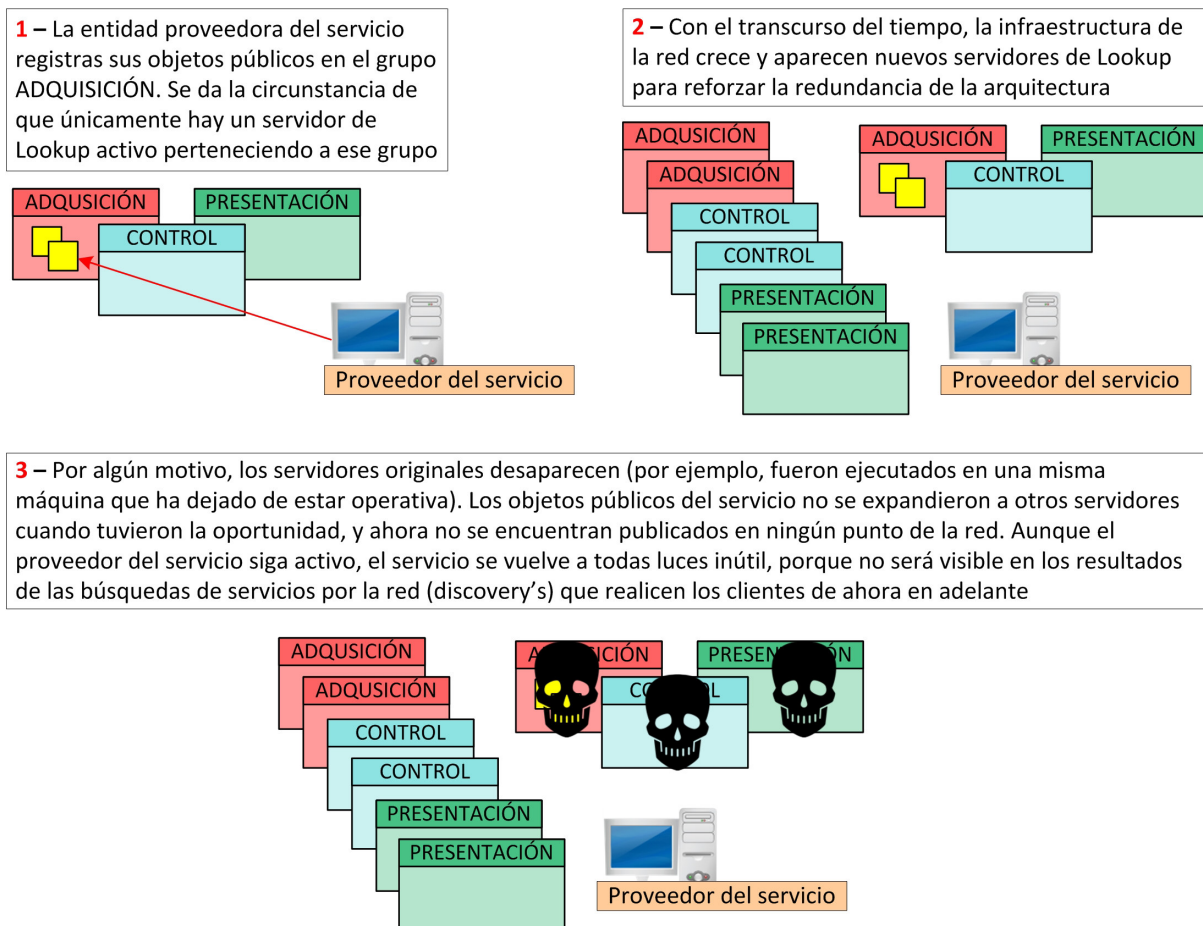 1 – La entidad proveedora del servicio
registras sus objetos públicos en el grupo
ADQUISICIÓN. Se da la circunstancia de
que únicamente hay un servidor de
Lookup activo perteneciendo a ese grupo
ADQUSICIÓN
PRESENTACIÓN
CONTROL
Proveedor del servicio
2 – Con el transcurso del tiempo, la infraestructura de
la red crece y aparecen nuevos servidores de Lookup
para reforzar la redundancia de la arquitectura
ADQUSICIÓN
ADQUSICIÓN
CONTROL
CONTROL
PRESENTACIÓN
PRESENTACIÓN
ADQUSICIÓN
PRESENTACIÓN
CONTROL
Proveedor del servicio
3 – Por algún motivo, los servidores originales desaparecen (por ejemplo, fueron ejecutados en una misma
máquina que ha dejado de estar operativa). Los objetos públicos del servicio no se expandieron a otros servidores
cuando tuvieron la oportunidad, y ahora no se encuentran publicados en ningún punto de la red. Aunque el
proveedor del servicio siga activo, el servicio se vuelve a todas luces inútil, porque no será visible en los resultados
de las búsquedas de servicios por la red (discovery's) que realicen los clientes de ahora en adelante
ADQUSICIÓN
ADQUSICIÓN
CONTROL
CONTROL
PRESENTACIÓN
PRESENTACIÓN
Proveedor del servicio